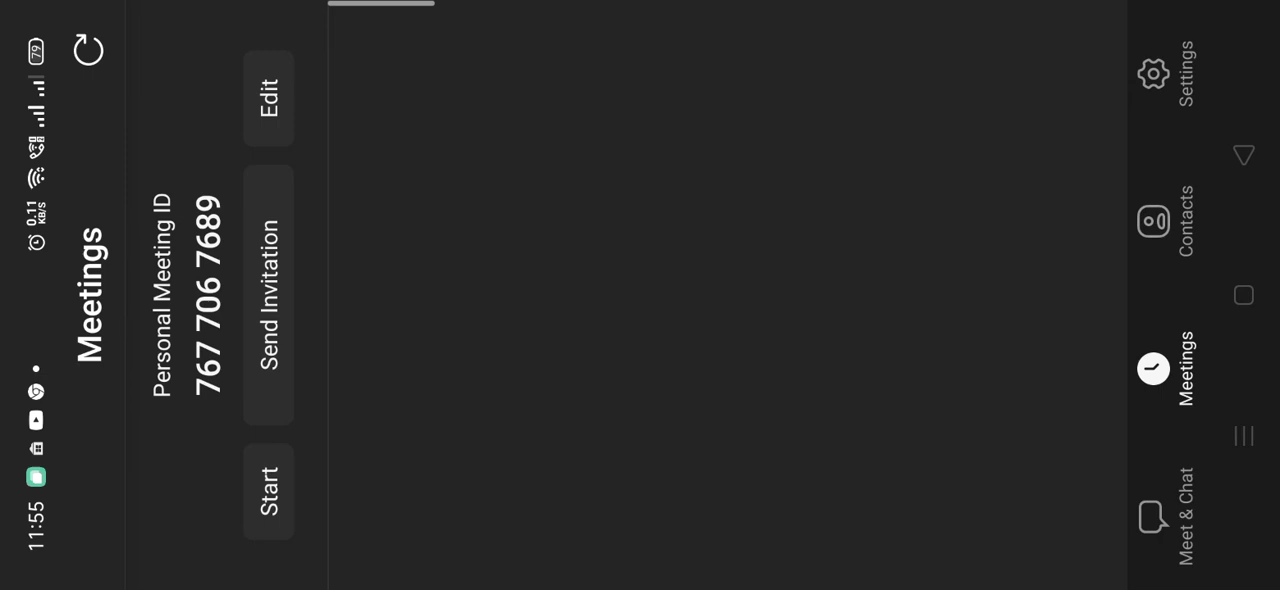 11:55
0.11
KB/S
79
Meetings
Personal Meeting ID
767 706 7689
Start
Send Invitation
Edit
Meet & Chat
Meetings
Contacts
Settings